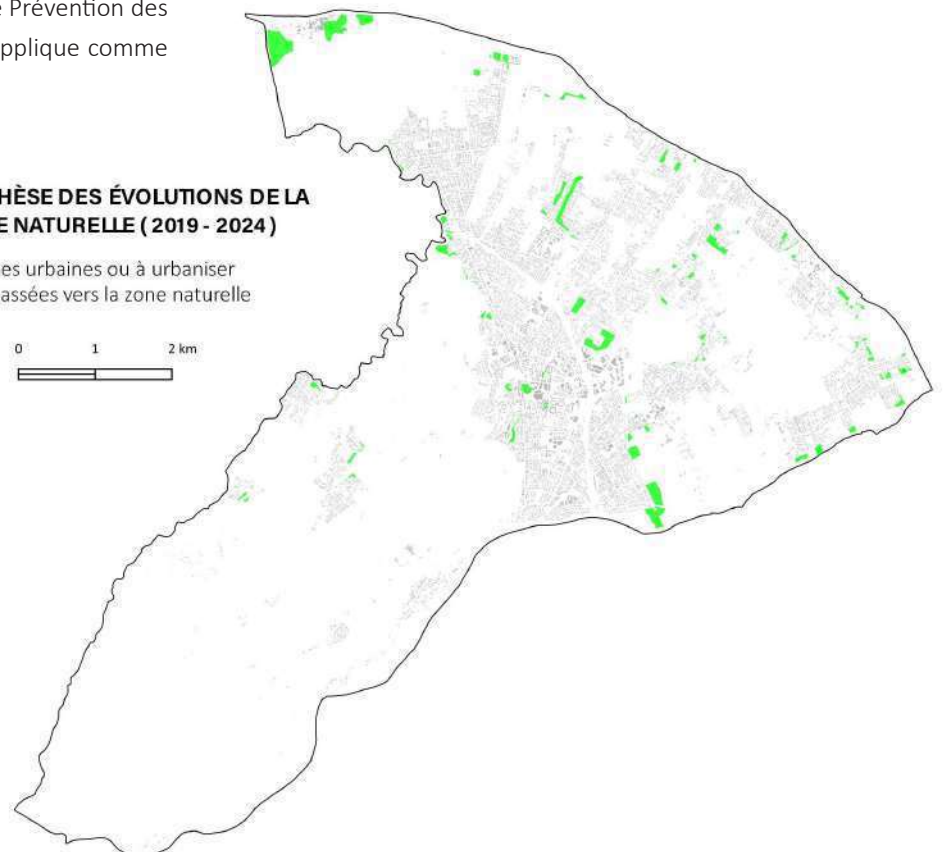 Prévention des
applique comme
HÈSE DES ÉVOLUTIONS DE LA
E NATURELLE ( 2019 - 2024 )
es urbaines ou à urbaniser
assées vers la zone naturelle
0 1 2 km